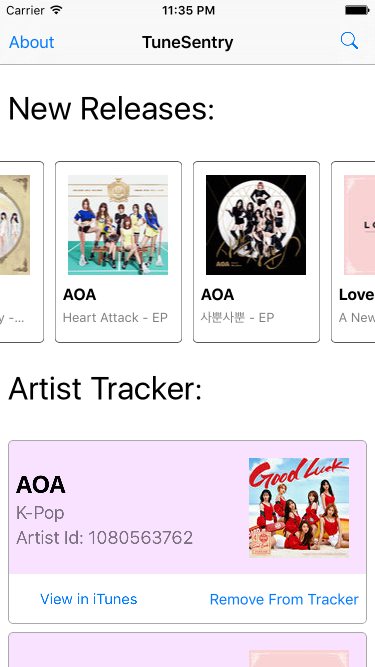 Carrier 11:35 PM
About TuneSentry
New Releases:
AOA
AOA
Love
y -...
Heart Attack - EP
사뿐사뿐 - EP
A New
Artist Tracker:
Good Luck
AOA
K-Pop
Artist Id: 1080563762
View in iTunes
Remove From Tracker